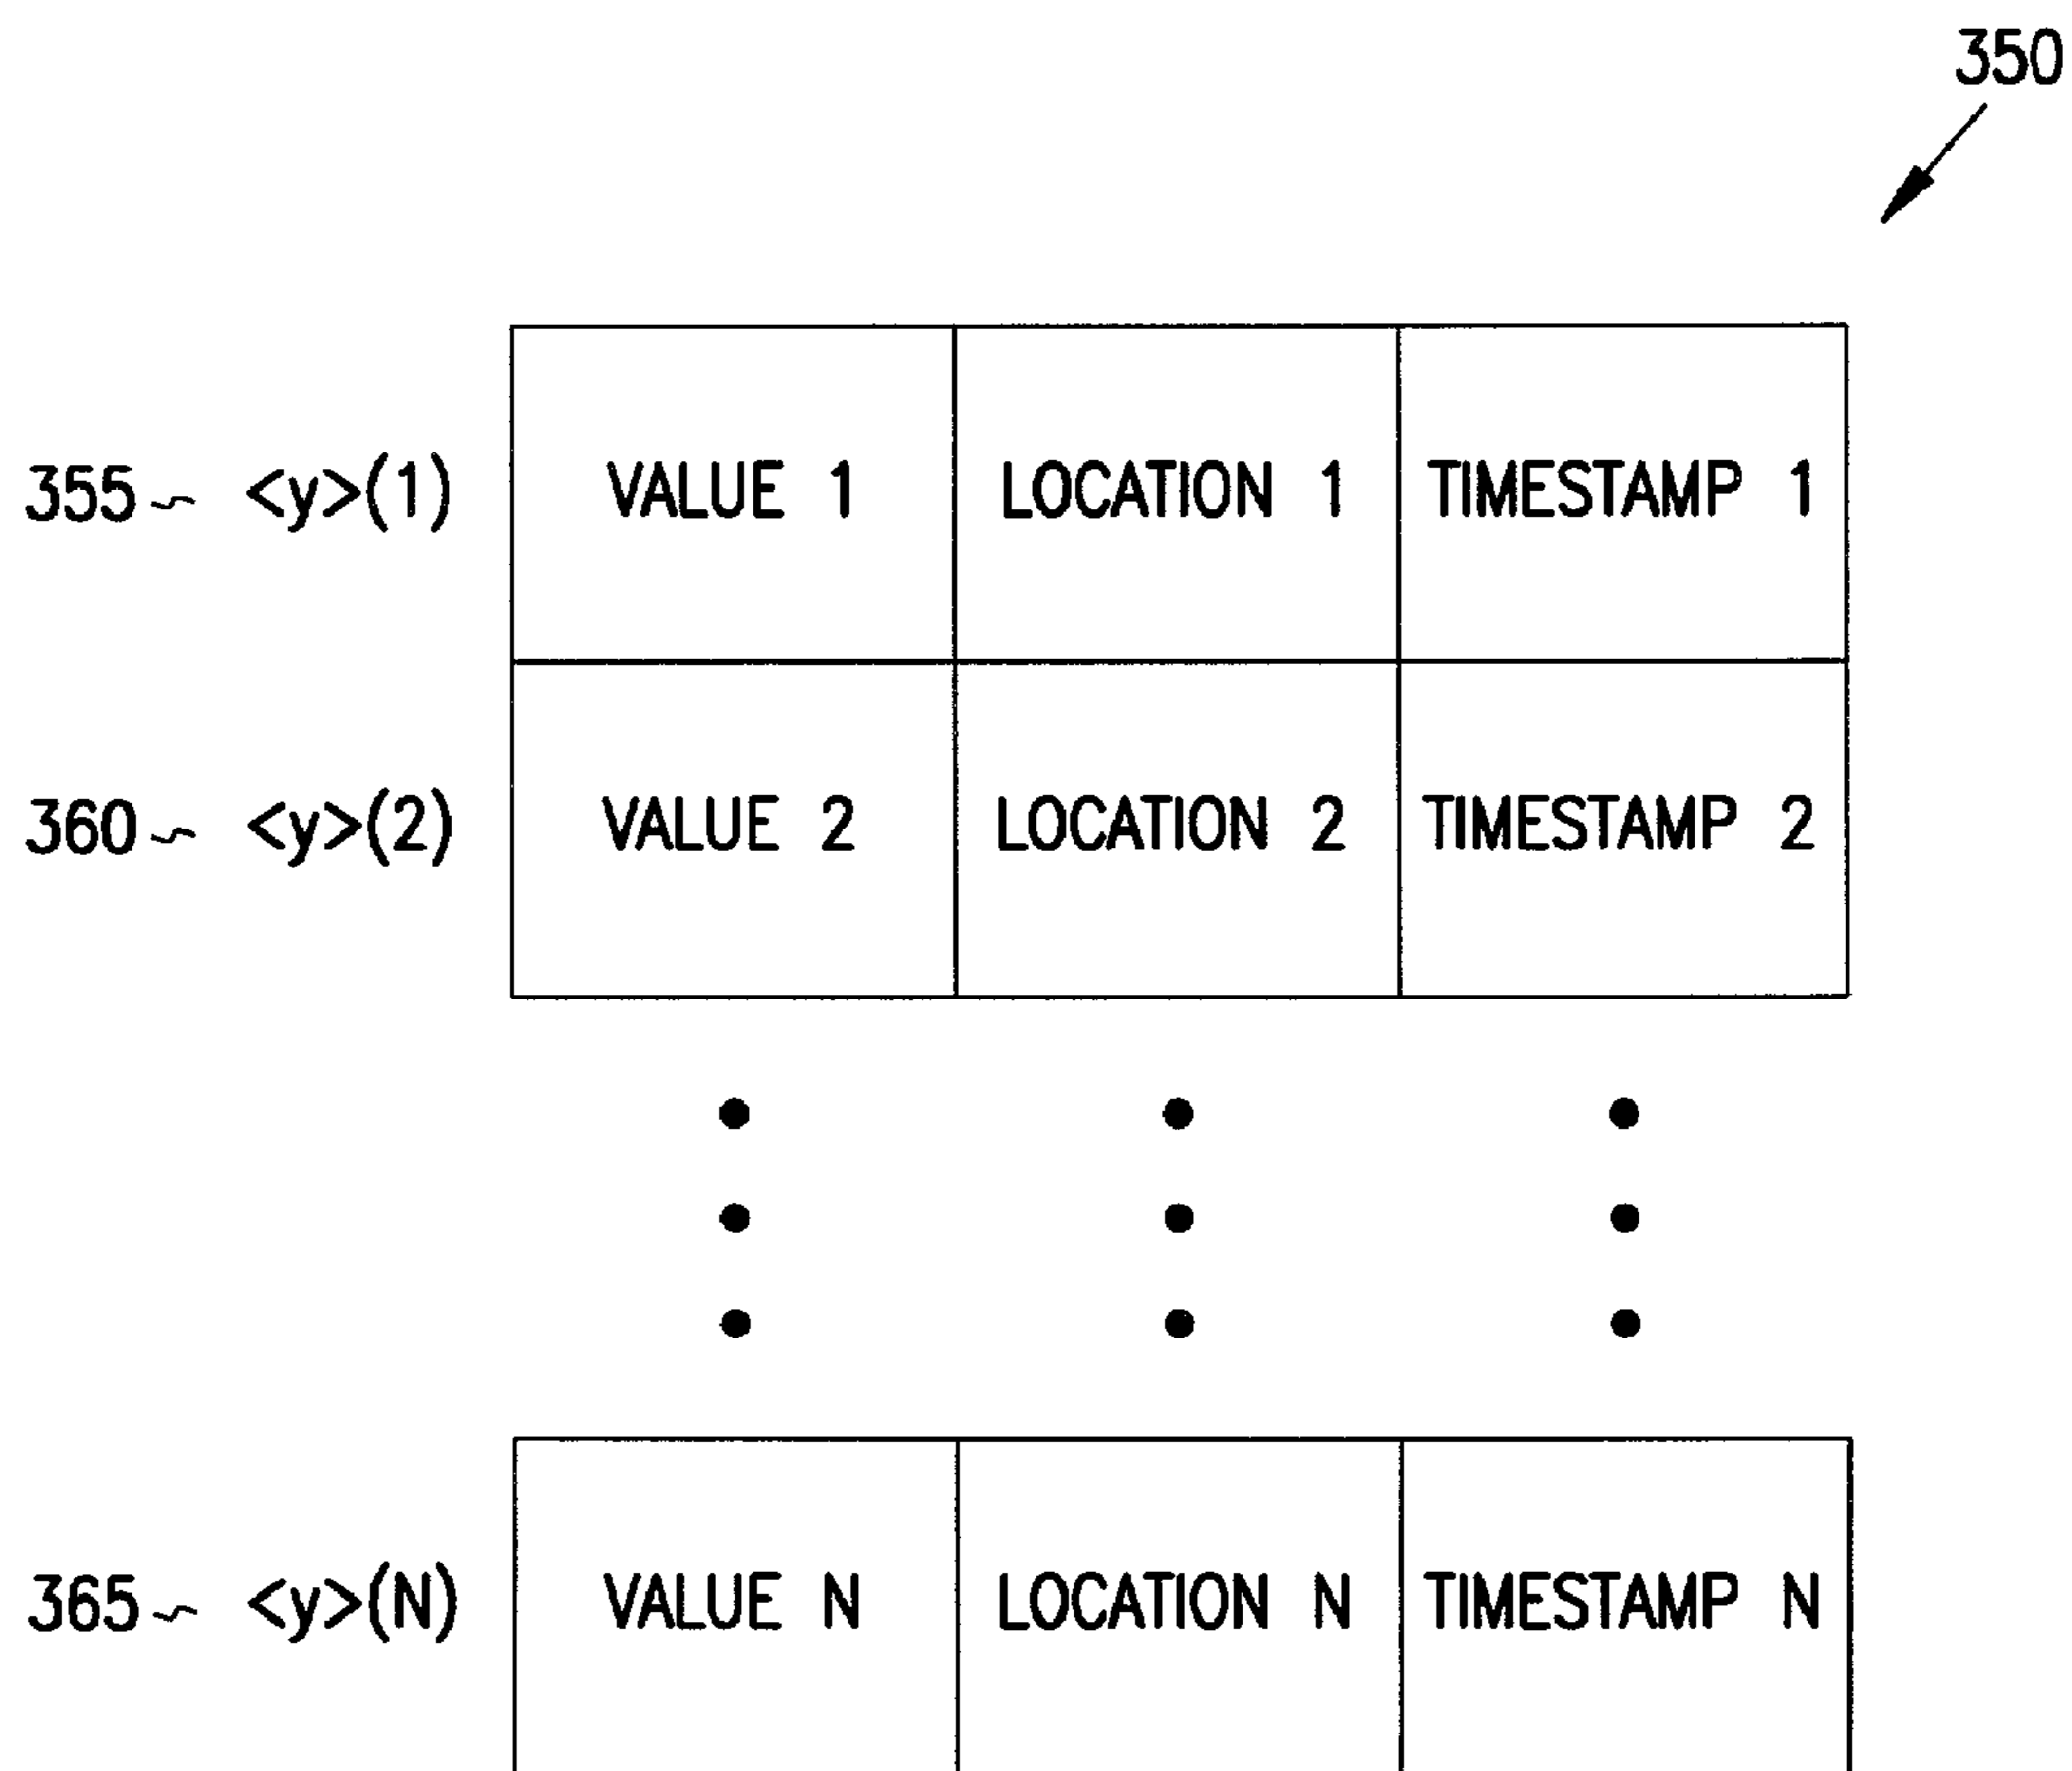 350
355 <y>(1) VALUE 1 LOCATION 1 TIMESTAMP 1
360 <y>(2) VALUE 2 LOCATION 2 TIMESTAMP 2
365 <y>(N) VALUE N LOCATION N TIMESTAMP N